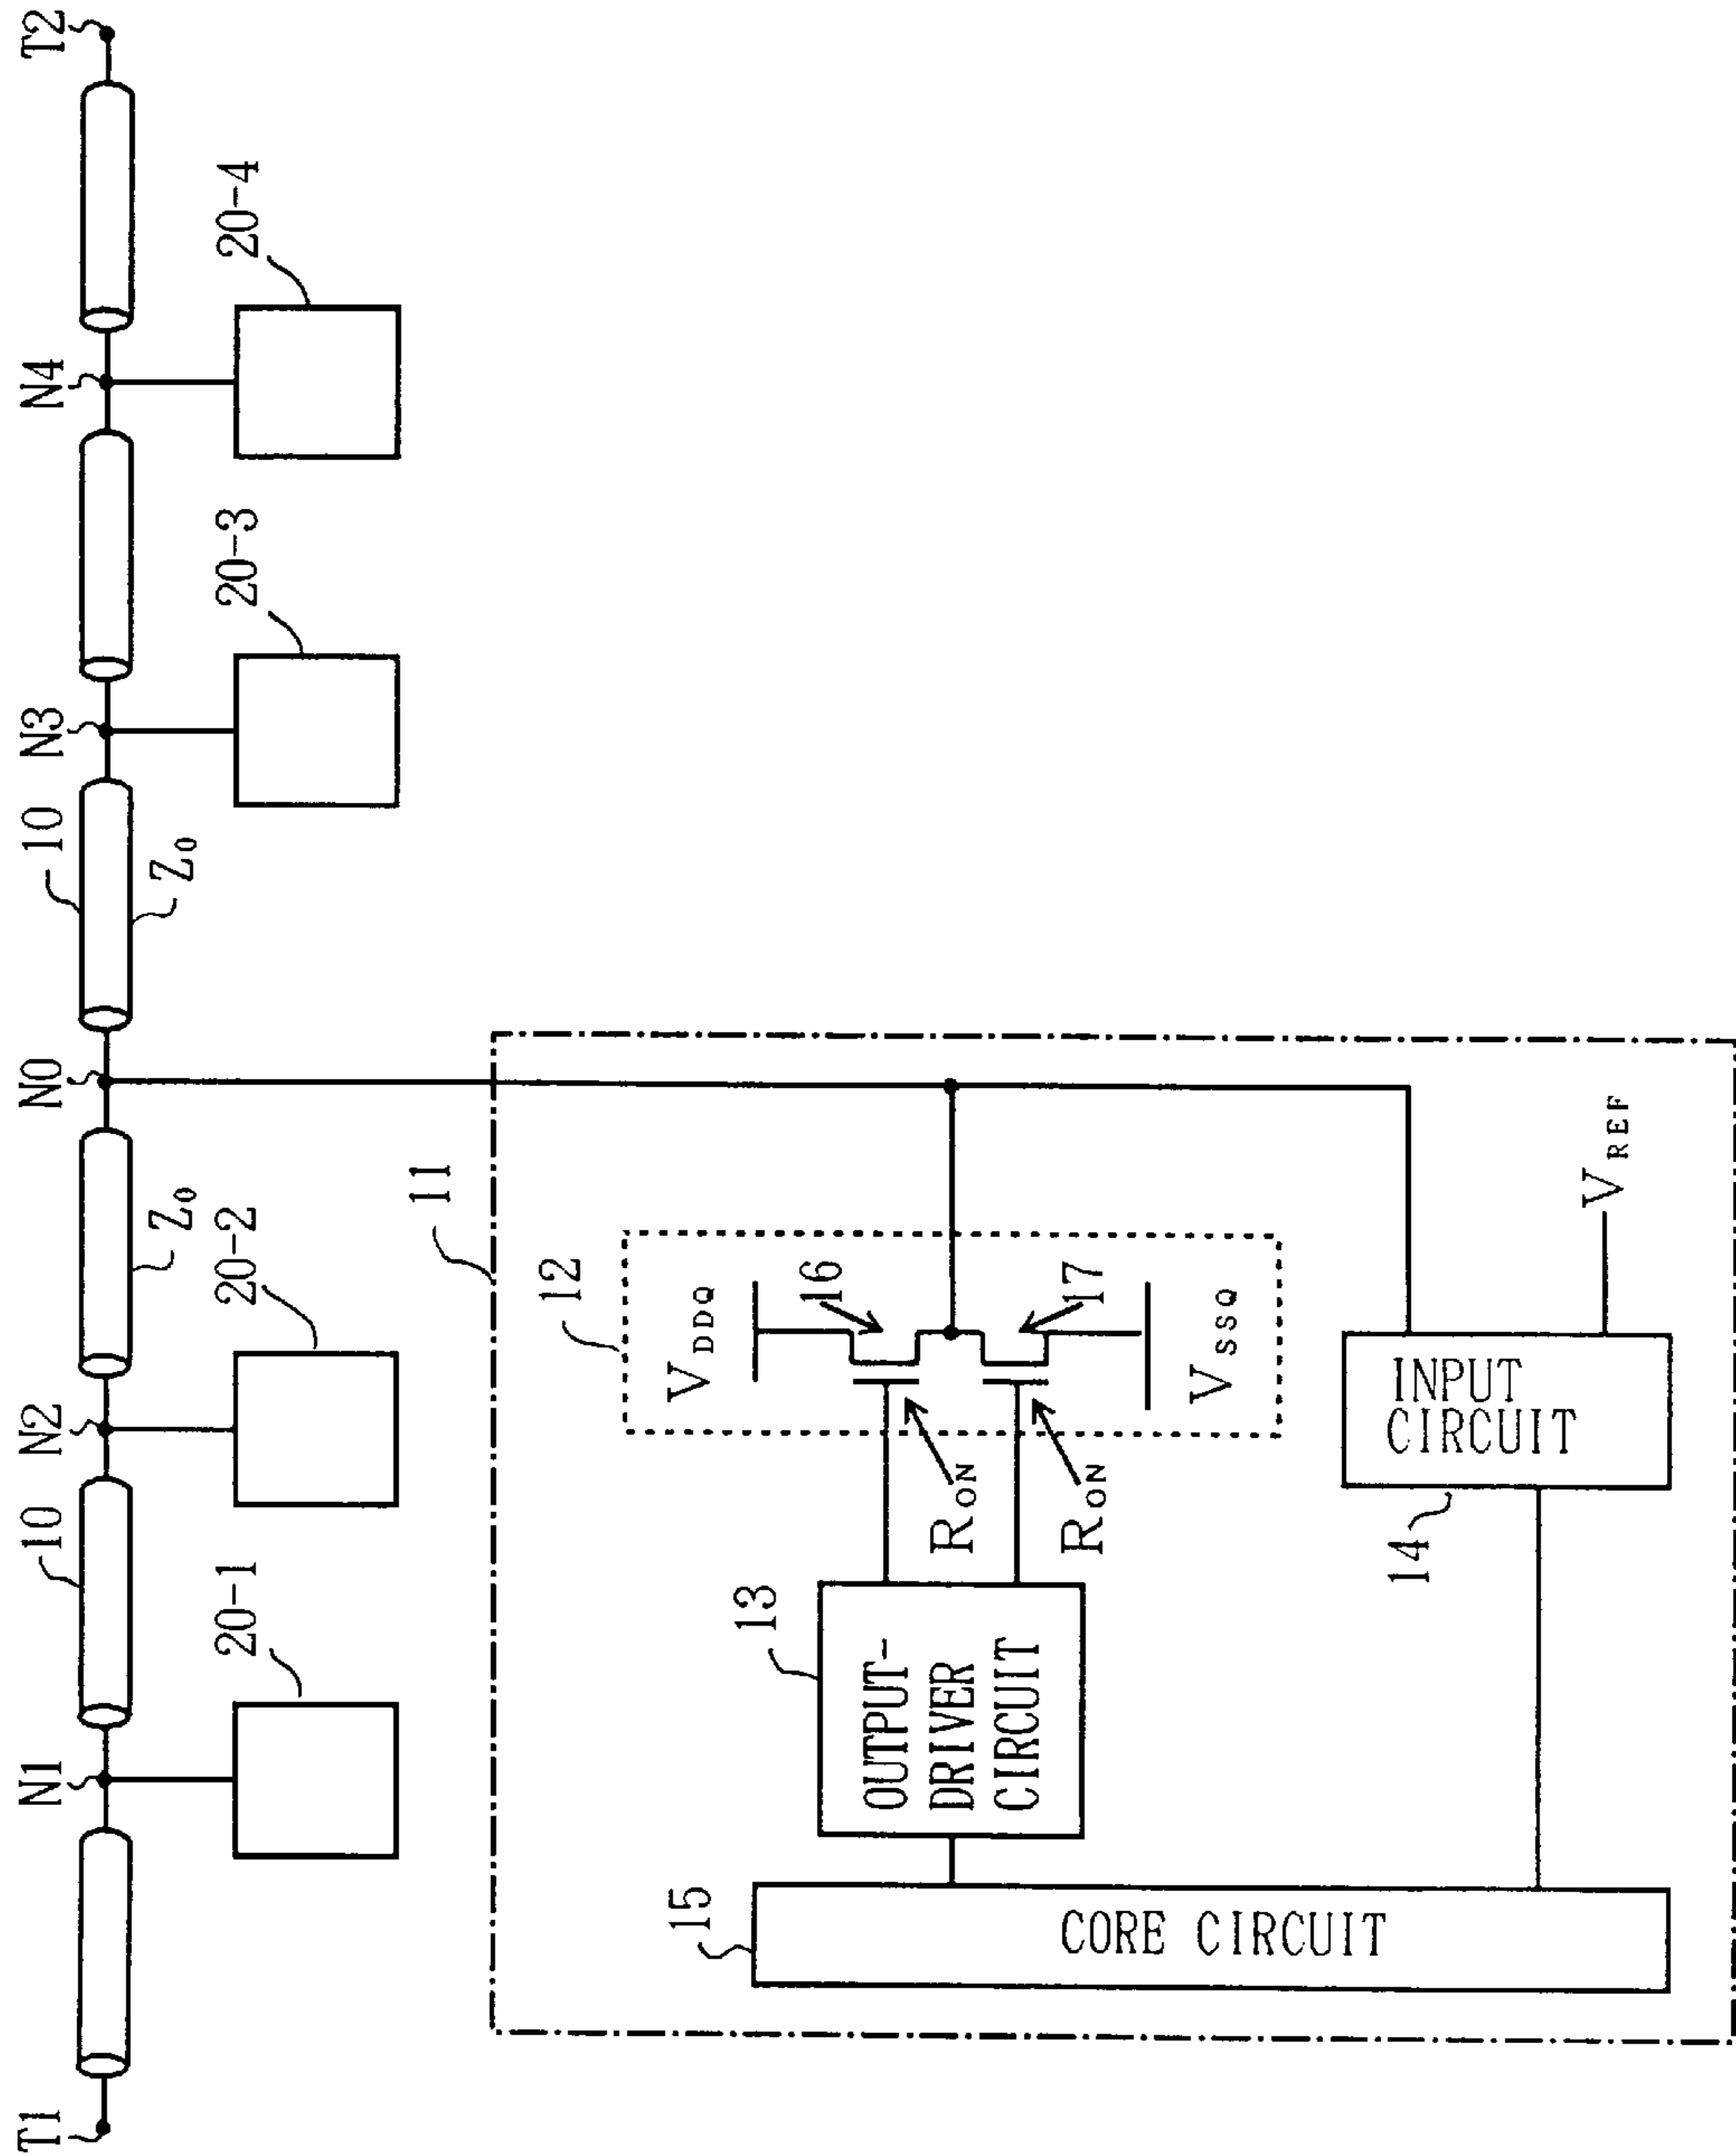 T1
N1
N2
N0
N3
N4
T2
10
10
Z0
Z0
20-1
20-2
20-3
20-4
11
12
VDDQ
16
13
OUTPUT-
DRIVER
CIRCUIT
RON
RON
17
VSSQ
15
CORE CIRCUIT
14
INPUT
CIRCUIT
VREF